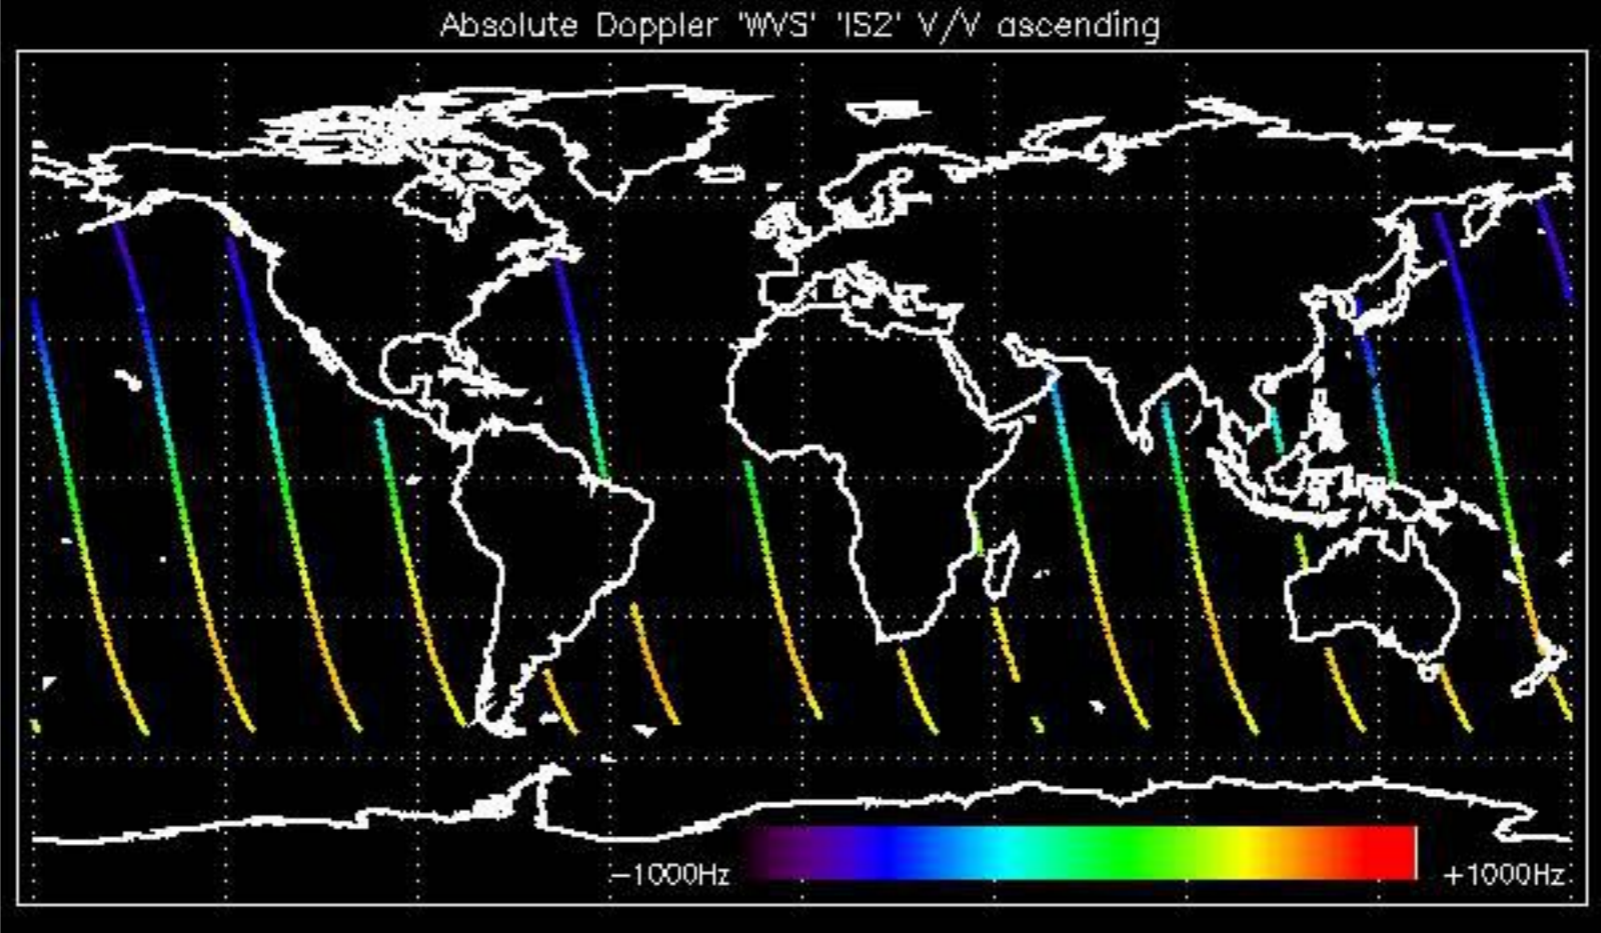 Absolute Doppler 'WVS' 'IS2' V/V ascending
-1000Hz +1000Hz